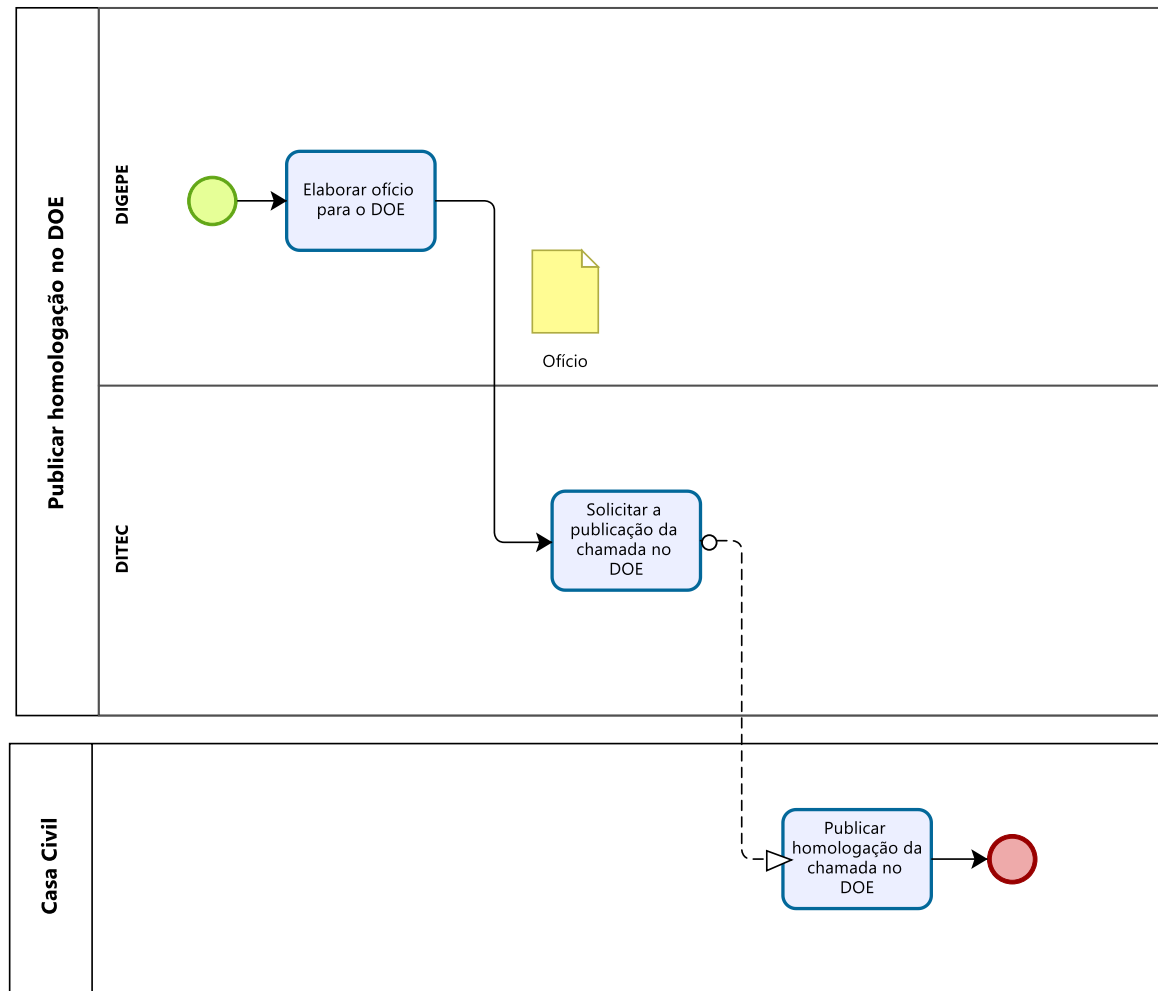 Publicar homologação no DOE
DIGEPE
Elaborar ofício
para o DOE
Ofício
DITEC
Solicitar a
publicação da
chamada no
DOE
Casa Civil
Publicar
homologação da
chamada no
DOE